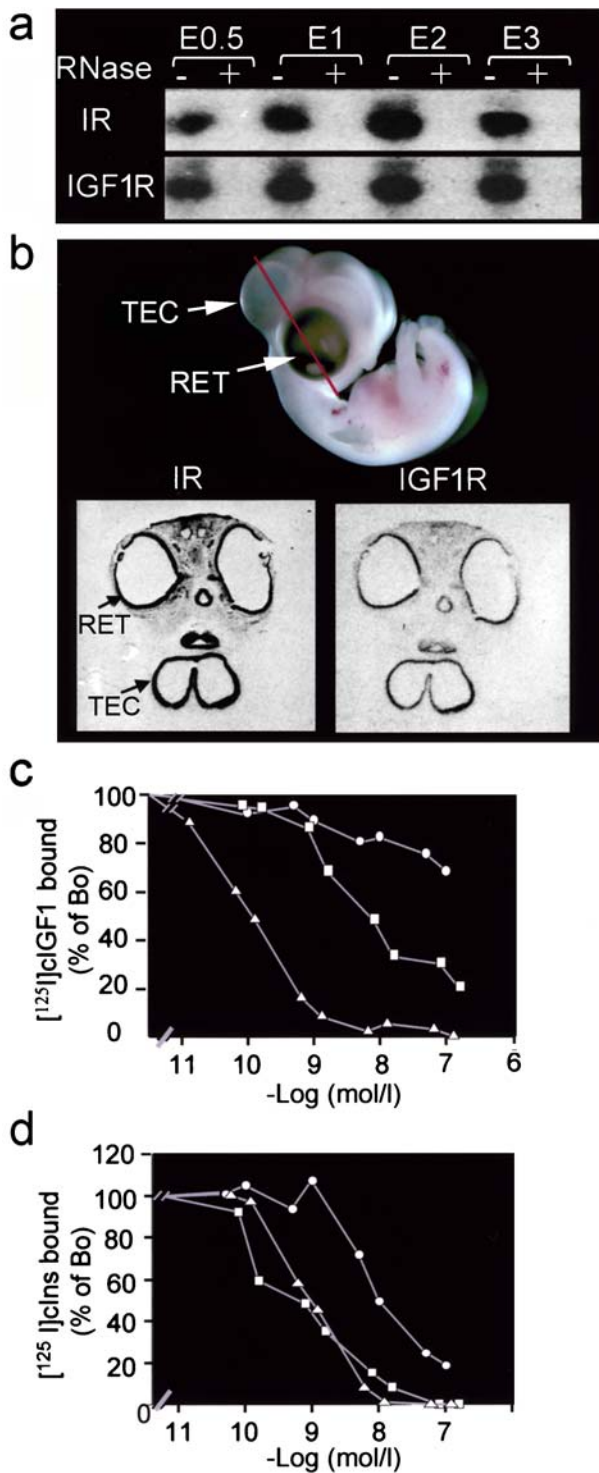 a
E0.5 E1 E2 E3
RNase - + - + - + - +
IR
IGF1R
b
TEC
RET
IR IGF1R
RET
TEC
c
[125I]cIGF1 bound
(% of Bo)
100
80
60
40
20
0
11 10 9 8 7 6
-Log (mol/l)
d
[125 I]cIns bound
(% of Bo)
120
100
80
60
40
20
0
11 10 9 8 7
-Log (mol/l)